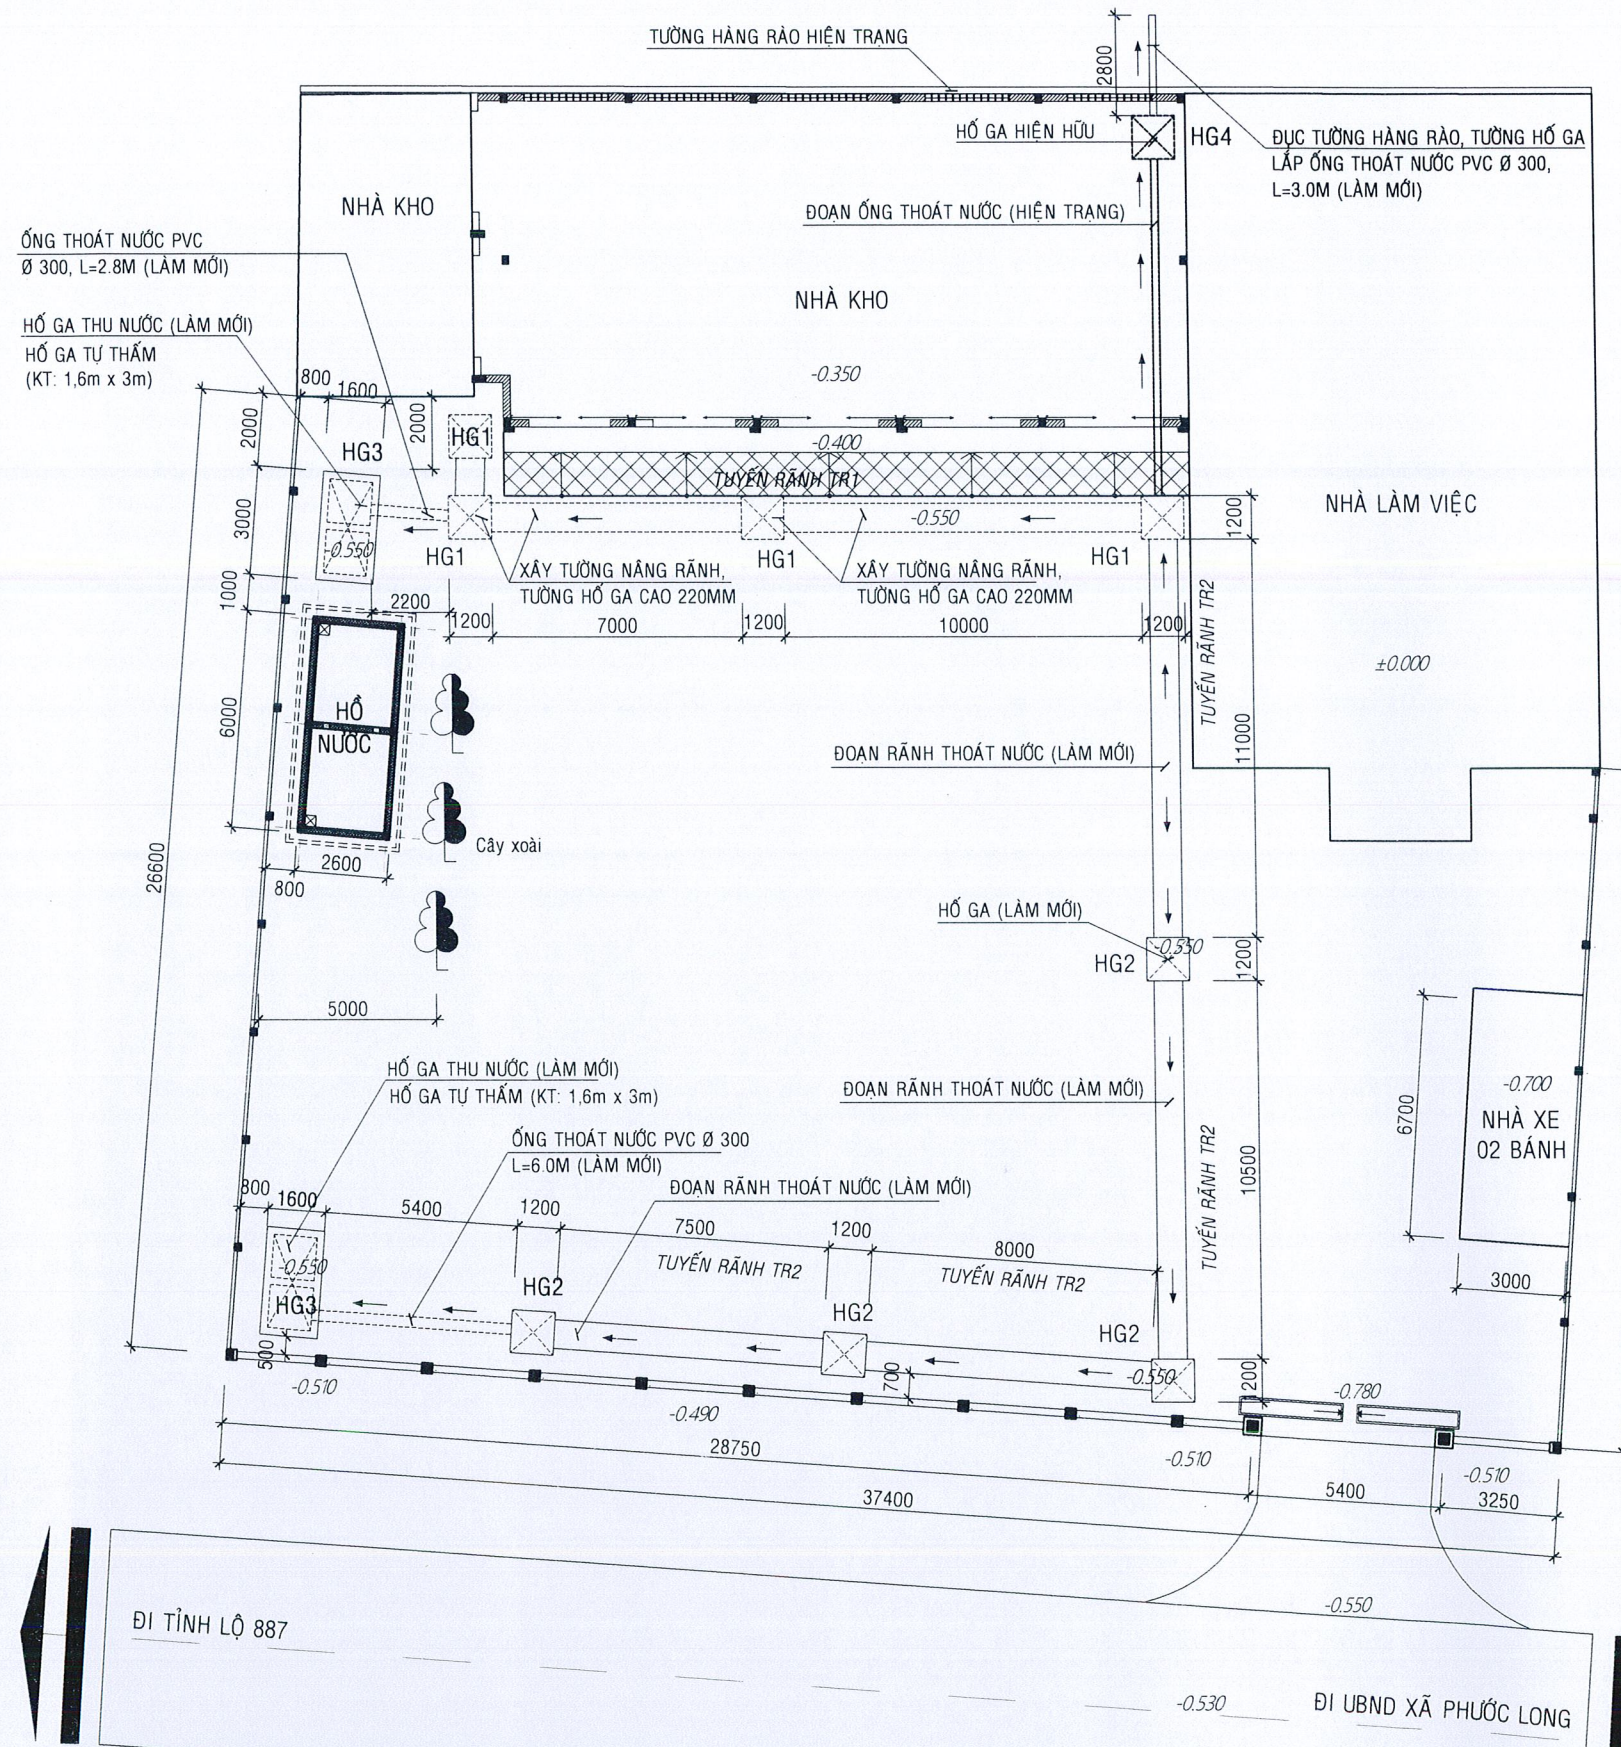 TƯỜNG HÀNG RÀO HIỆN TRẠNG
2800
HỐ GA HIỆN HỮU
HG4
ĐỤC TƯỜNG HÀNG RÀO, TƯỜNG HỐ GA
LẮP ỐNG THOÁT NƯỚC PVC Ø 300,
L=3.0M (LÀM MỚI)
NHÀ KHO
ĐOẠN ỐNG THOÁT NƯỚC (HIỆN TRẠNG)
ỐNG THOÁT NƯỚC PVC
Ø 300, L=2.8M (LÀM MỚI)
NHÀ KHO
HỐ GA THU NƯỚC (LÀM MỚI)
HỐ GA TỰ THẤM
(KT: 1,6m x 3m)
800
1600
-0.350
2000
2000
HG1
-0.400
HG3
TUYẾN RÃNH TR1
NHÀ LÀM VIỆC
3000
-0.550
-0.550
1200
HG1
HG1
HG1
XÂY TƯỜNG NÂNG RÃNH,
TƯỜNG HỐ GA CAO 220MM
XÂY TƯỜNG NÂNG RÃNH,
TƯỜNG HỐ GA CAO 220MM
1000
2200
1200
7000
1200
10000
1200
TUYẾN RÃNH TR2
±0.000
6000
HỒ
NƯỚC
ĐOẠN RÃNH THOÁT NƯỚC (LÀM MỚI)
11000
Cây xoài
26600
2600
800
HỐ GA (LÀM MỚI)
-0.550
1200
HG2
5000
HỐ GA THU NƯỚC (LÀM MỚI)
HỐ GA TỰ THẤM (KT: 1,6m x 3m)
ĐOẠN RÃNH THOÁT NƯỚC (LÀM MỚI)
-0.700
NHÀ XE
02 BÁNH
6700
ỐNG THOÁT NƯỚC PVC Ø 300
L=6.0M (LÀM MỚI)
TUYẾN RÃNH TR2
10500
ĐOẠN RÃNH THOÁT NƯỚC (LÀM MỚI)
800
1600
5400
1200
7500
1200
8000
TUYẾN RÃNH TR2
TUYẾN RÃNH TR2
-0.550
HG3
HG2
HG2
HG2
3000
500
700
-0.550
1200
-0.780
-0.510
-0.490
28750
-0.510
-0.510
37400
5400
3250
-0.550
ĐI TỈNH LỘ 887
-0.530
ĐI UBND XÃ PHƯỚC LONG